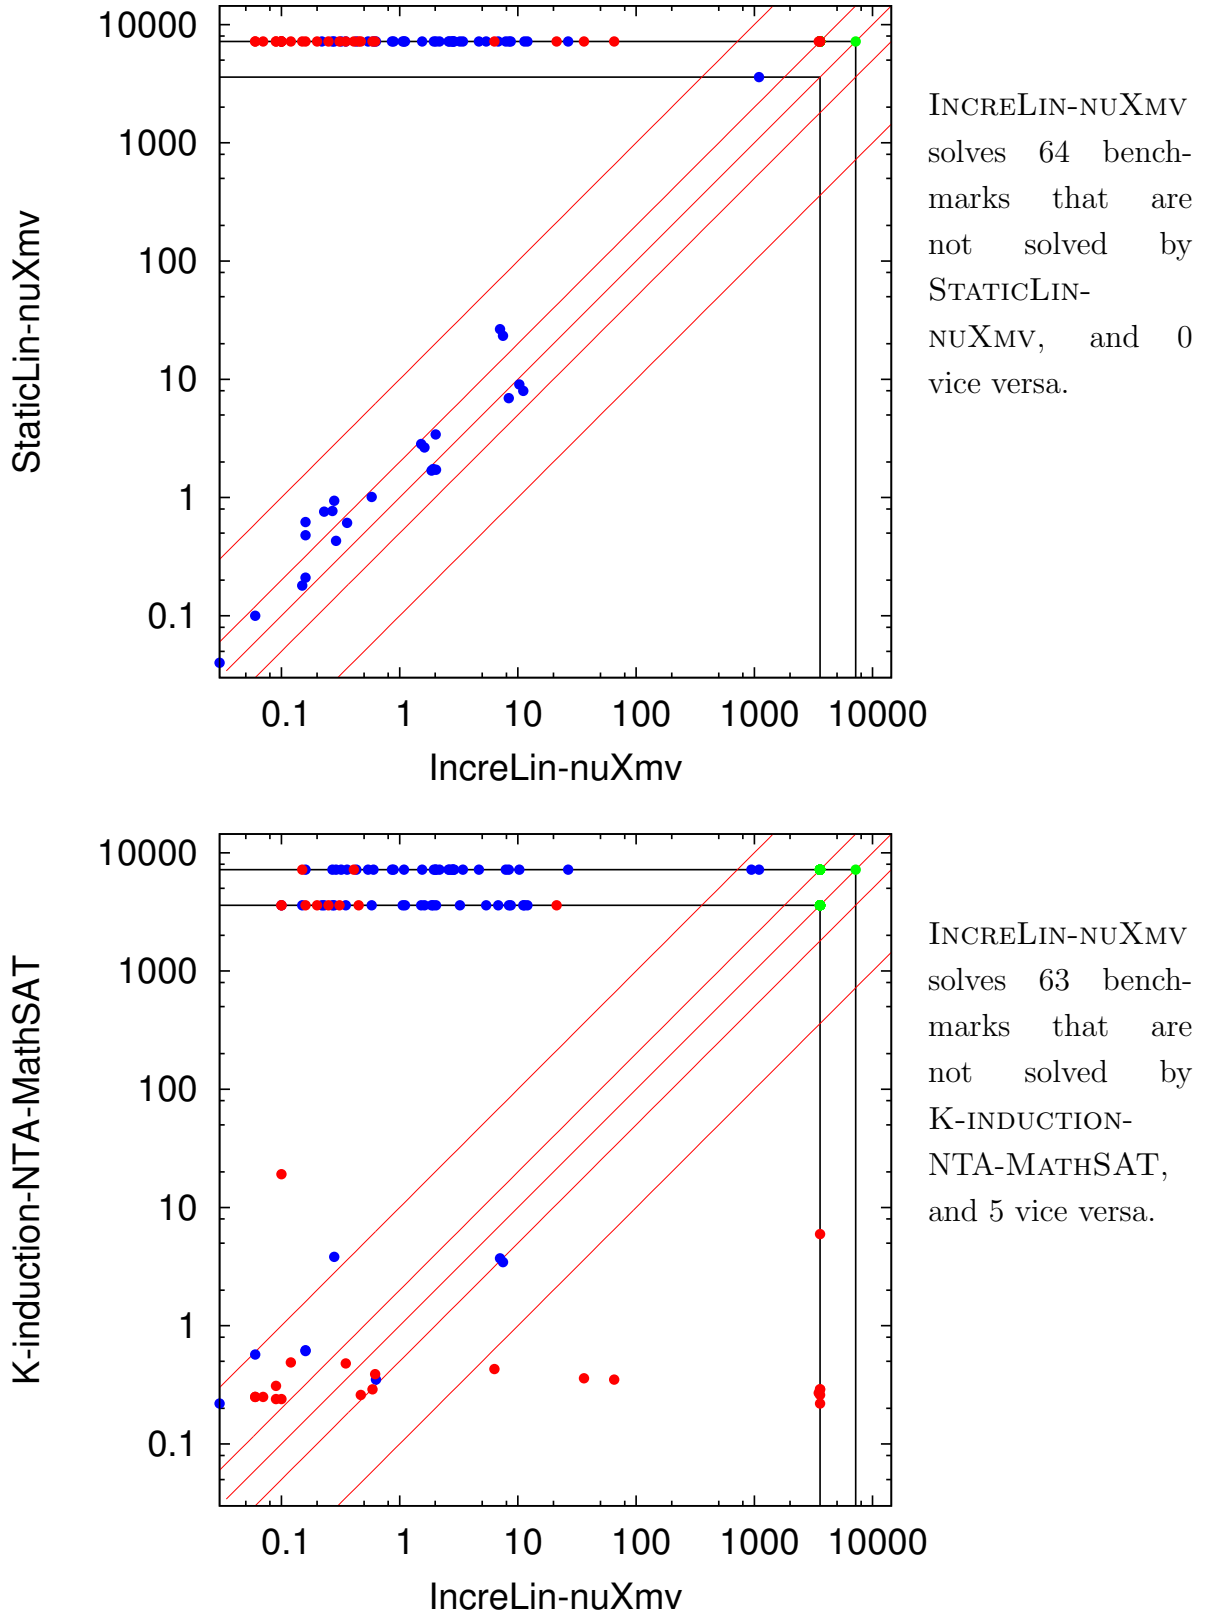 10000
1000
100
10
1
0.1
StaticLin-nuXmv
0.1 1 10 100 1000 10000
IncreLin-nuXmv
INCRELIN-NUXMV
solves 64 bench-
marks that are
not solved by
STATICLIN-
NUXMV, and 0
vice versa.
10000
1000
100
10
1
0.1
K-induction-NTA-MathSAT
0.1 1 10 100 1000 10000
IncreLin-nuXmv
INCRELIN-NUXMV
solves 63 bench-
marks that are
not solved by
K-INDUCTION-
NTA-MATHSAT,
and 5 vice versa.